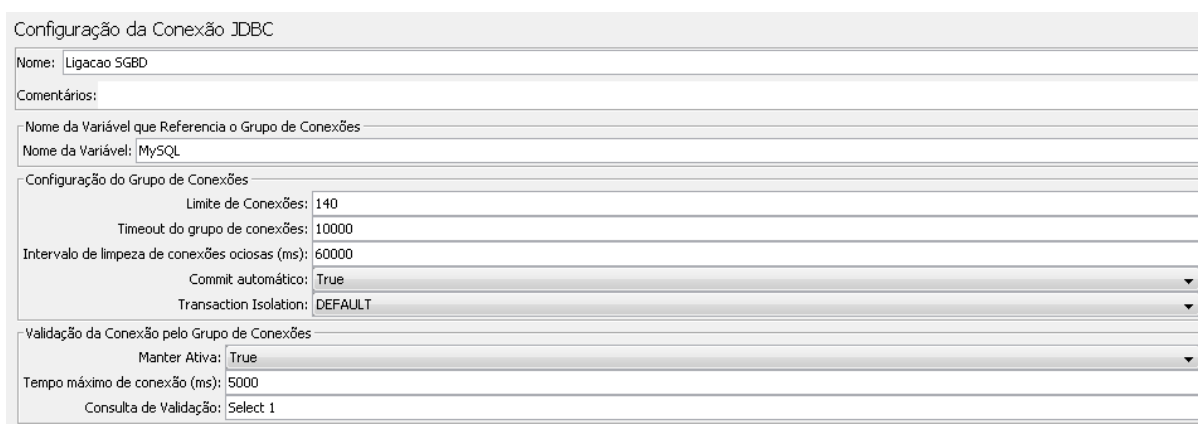 Configuração da Conexão JDBC
Nome: Ligacao SGBD
Comentários:
Nome da Variável que Referencia o Grupo de Conexões
Nome da Variável: MySQL
Configuração do Grupo de Conexões
Limite de Conexões: 140
Timeout do grupo de conexões: 10000
Intervalo de limpeza de conexões ociosas (ms): 60000
Commit automático: True
Transaction Isolation: DEFAULT
Validação da Conexão pelo Grupo de Conexões
Manter Ativa: True
Tempo máximo de conexão (ms): 5000
Consulta de Validação: Select 1